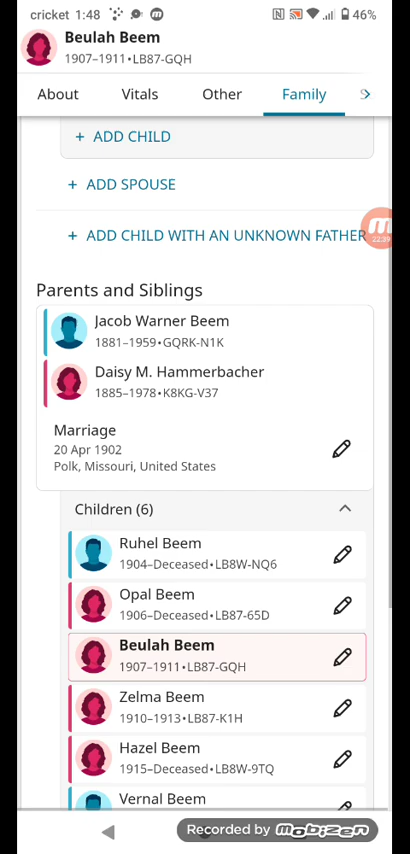 cricket 1:48 46%
Beulah Beem
1907–1911•LB87-GQH
About Vitals Other Family
+ ADD CHILD
+ ADD SPOUSE
+ ADD CHILD WITH AN UNKNOWN FATHER
22:39
Parents and Siblings
Jacob Warner Beem
1881–1959•GQRK-N1K
Daisy M. Hammerbacher
1885–1978•K8KG-V37
Marriage
20 Apr 1902
Polk, Missouri, United States
Children (6)
Ruhel Beem
1904–Deceased•LB8W-NQ6
Opal Beem
1906–Deceased•LB87-65D
Beulah Beem
1907–1911•LB87-GQH
Zelma Beem
1910–1913•LB87-K1H
Hazel Beem
1915–Deceased•LB8W-9TQ
Vernal Beem
Recorded by mobizen